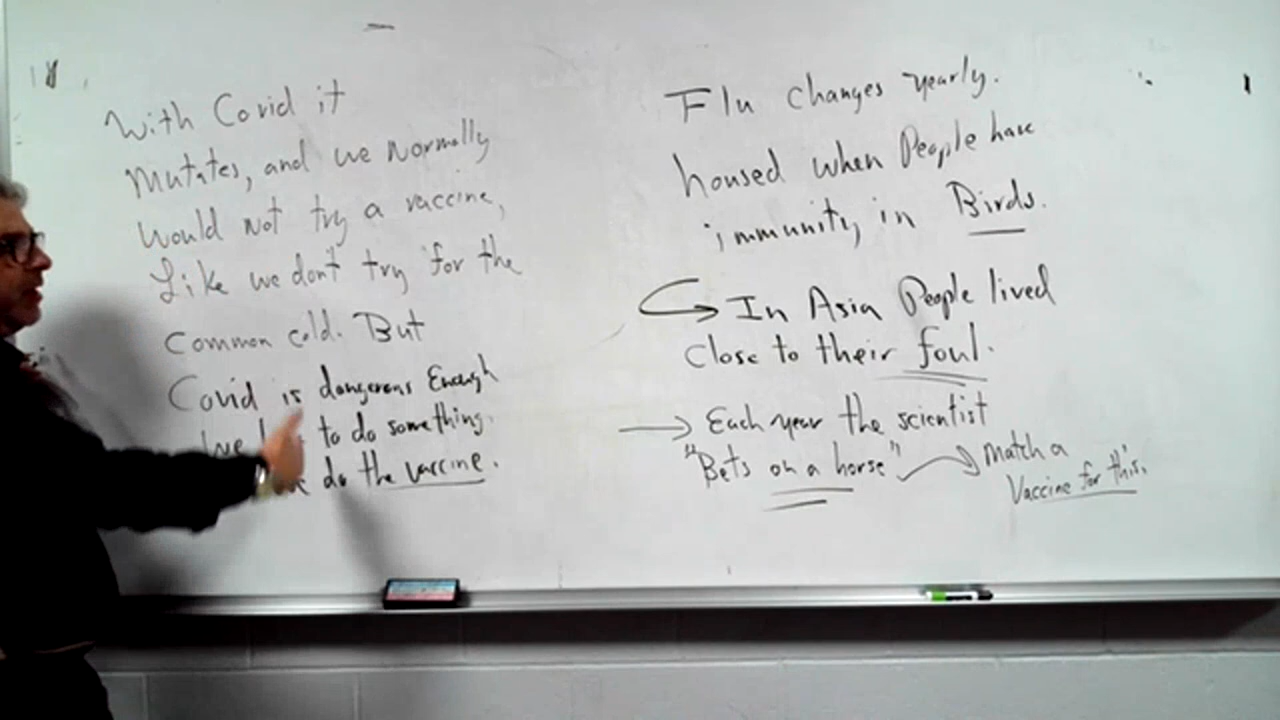 With Covid it
Mutates, and we normally
would not try a vaccine,
Like we don't try for the
common cold. But
Covid is dangerous Enough
we to do something.
do the vaccine.
Flu changes yearly.
housed when People have
immunity in Birds.
In Asia People lived
close to their foul.
→ Each year the scientist
"Bets on a horse" → Match a
Vaccine for this.